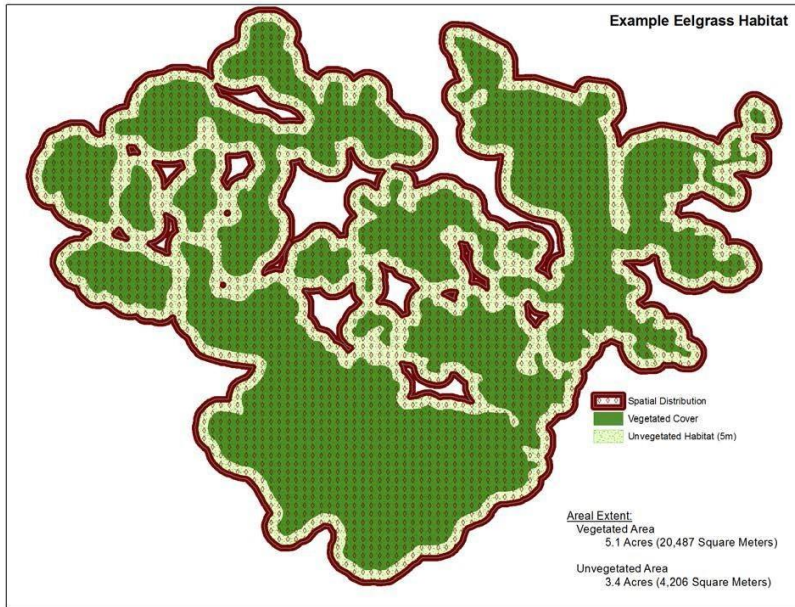 Example Eelgrass Habitat
Spatial Distribution
Vegetated Cover
Unvegetated Habitat (5m)
Areal Extent:
Vegetated Area
5.1 Acres (20,487 Square Meters)
Unvegetated Area
3.4 Acres (4,206 Square Meters)